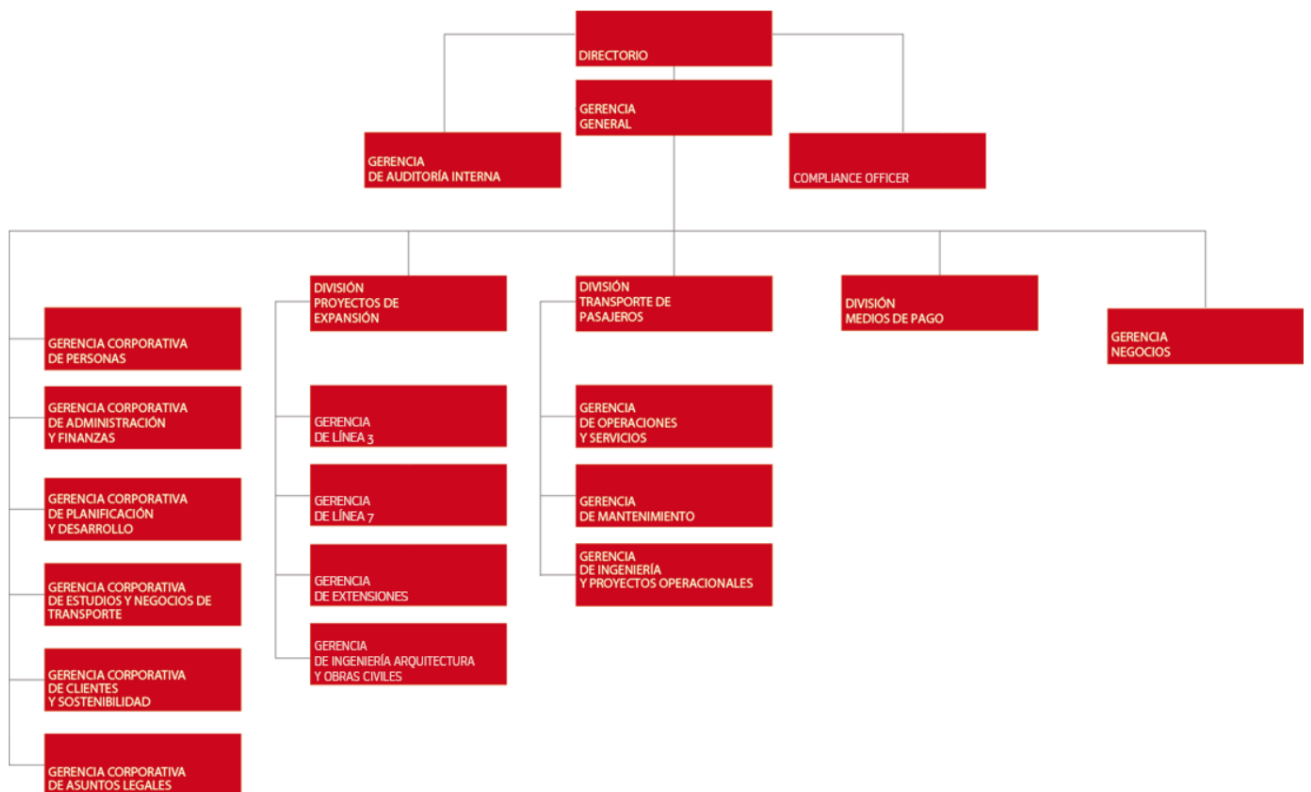 DIRECTORIO
GERENCIA
GENERAL
GERENCIA
DE AUDITORÍA INTERNA
COMPLIANCE OFFICER
GERENCIA CORPORATIVA
DE PERSONAS
GERENCIA CORPORATIVA
DE ADMINISTRACIÓN
Y FINANZAS
GERENCIA CORPORATIVA
DE PLANIFICACIÓN
Y DESARROLLO
GERENCIA CORPORATIVA
DE ESTUDIOS Y NEGOCIOS DE
TRANSPORTE
GERENCIA CORPORATIVA
DE CLIENTES
Y SOSTENIBILIDAD
GERENCIA CORPORATIVA
DE ASUNTOS LEGALES
DIVISIÓN
PROYECTOS DE
EXPANSIÓN
GERENCIA
DE LÍNEA 3
GERENCIA
DE LÍNEA 7
GERENCIA
DE EXTENSIONES
GERENCIA
DE INGENIERÍA ARQUITECTURA
Y OBRAS CIVILES
DIVISIÓN
TRANSPORTE DE
PASAJEROS
GERENCIA
DE OPERACIONES
Y SERVICIOS
GERENCIA
DE MANTENIMIENTO
GERENCIA
DE INGENIERÍA
Y PROYECTOS OPERACIONALES
DIVISIÓN
MEDIOS DE PAGO
GERENCIA
NEGOCIOS